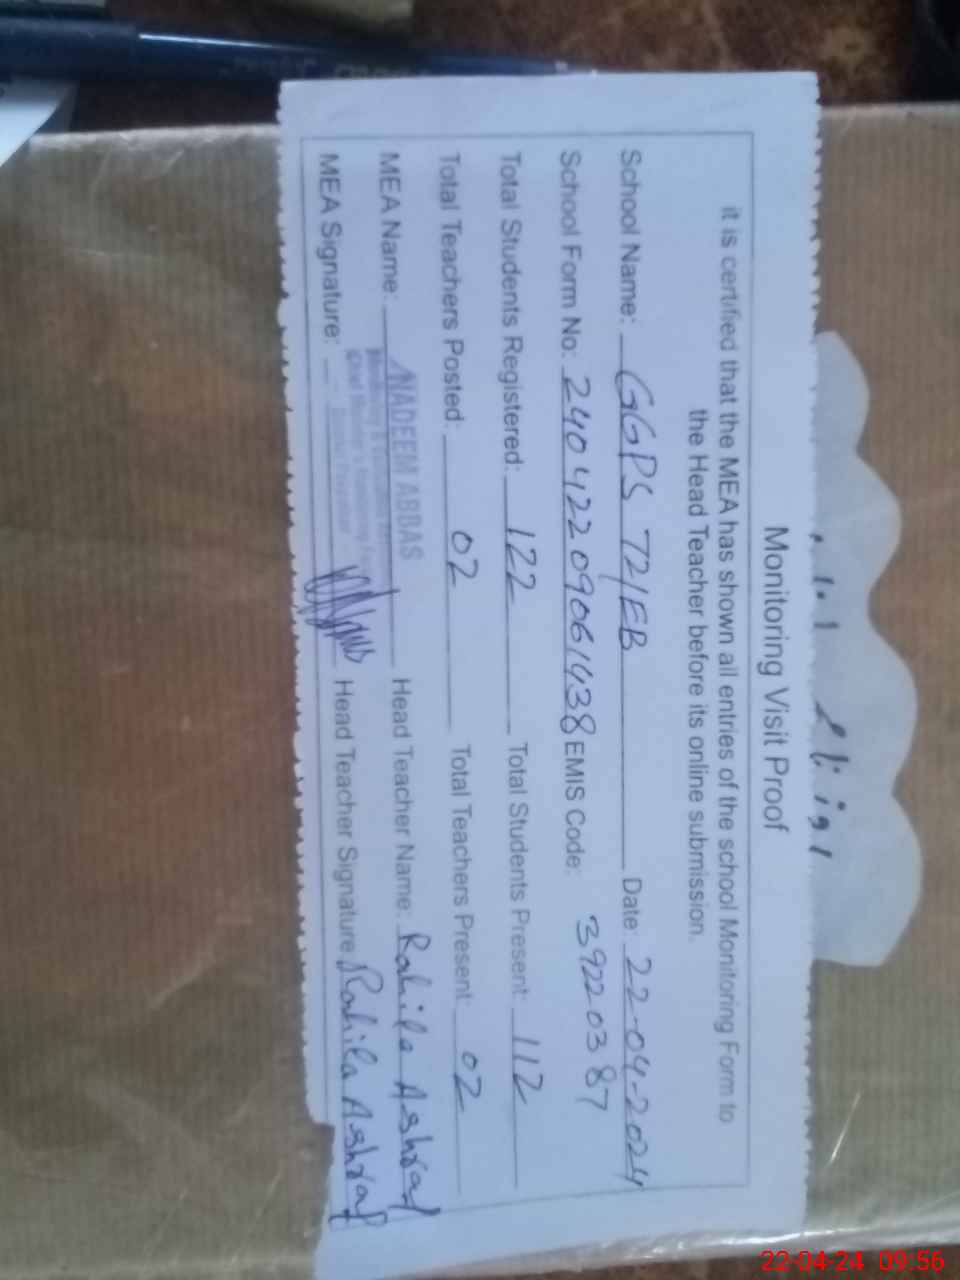 Monitoring Visit Proof
it is certified that the MEA has shown all entries of the school Monitoring Form to
the Head Teacher before its online submission.
School Name: GGPS 72/EB Date: 22-04-2024
School Form No: 24042209061438 EMIS Code: 39220387
Total Students Registered: 122 Total Students Present: 112
Total Teachers Posted: 02 Total Teachers Present: 02
MEA Name: NADEEM ABBAS Head Teacher Name: Rahila Ashraf
MEA Signature: Head Teacher Signature: Rahila Ashraf
22-04-24 09:56